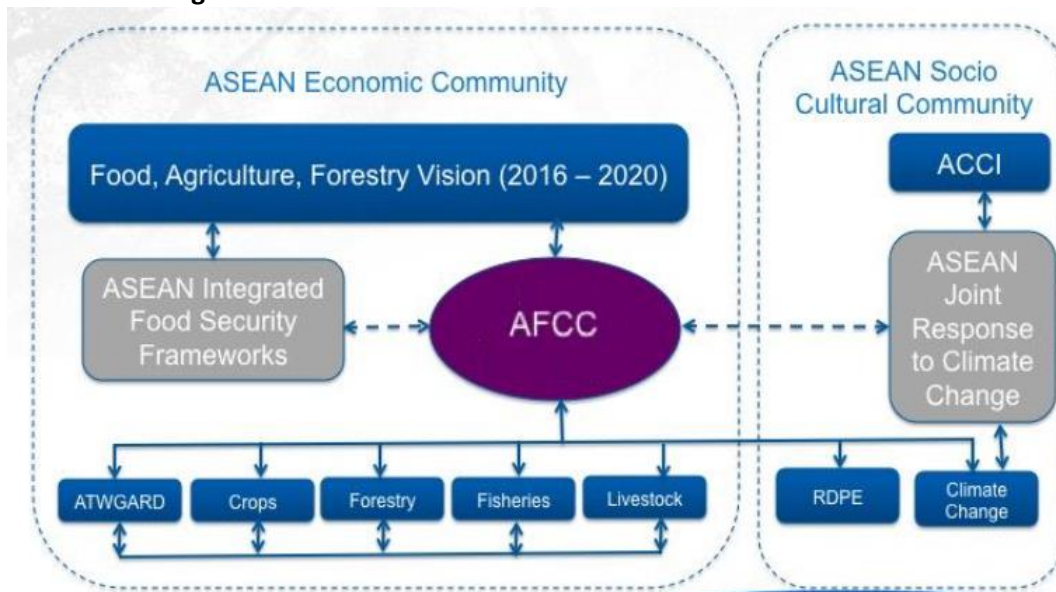 ASEAN Economic Community
Food, Agriculture, Forestry Vision (2016 – 2020)
ASEAN Integrated
Food Security
Frameworks
AFCC
ATWGARD
Crops
Forestry
Fisheries
Livestock
ASEAN Socio
Cultural Community
ACCI
ASEAN
Joint
Response
to Climate
Change
RDPE
Climate
Change